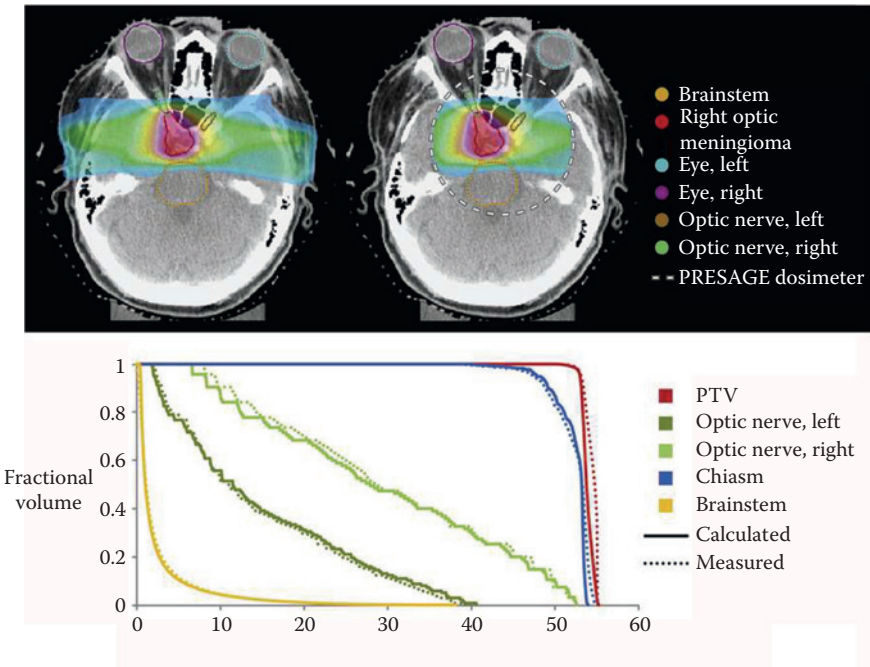 Brainstem
Right optic
meningioma
Eye, left
Eye, right
Optic nerve, left
Optic nerve, right
PRESAGE dosimeter
1
0.8
0.6
0.4
0.2
0
Fractional
volume
0 10 20 30 40 50 60
PTV
Optic nerve, left
Optic nerve, right
Chiasm
Brainstem
Calculated
Measured